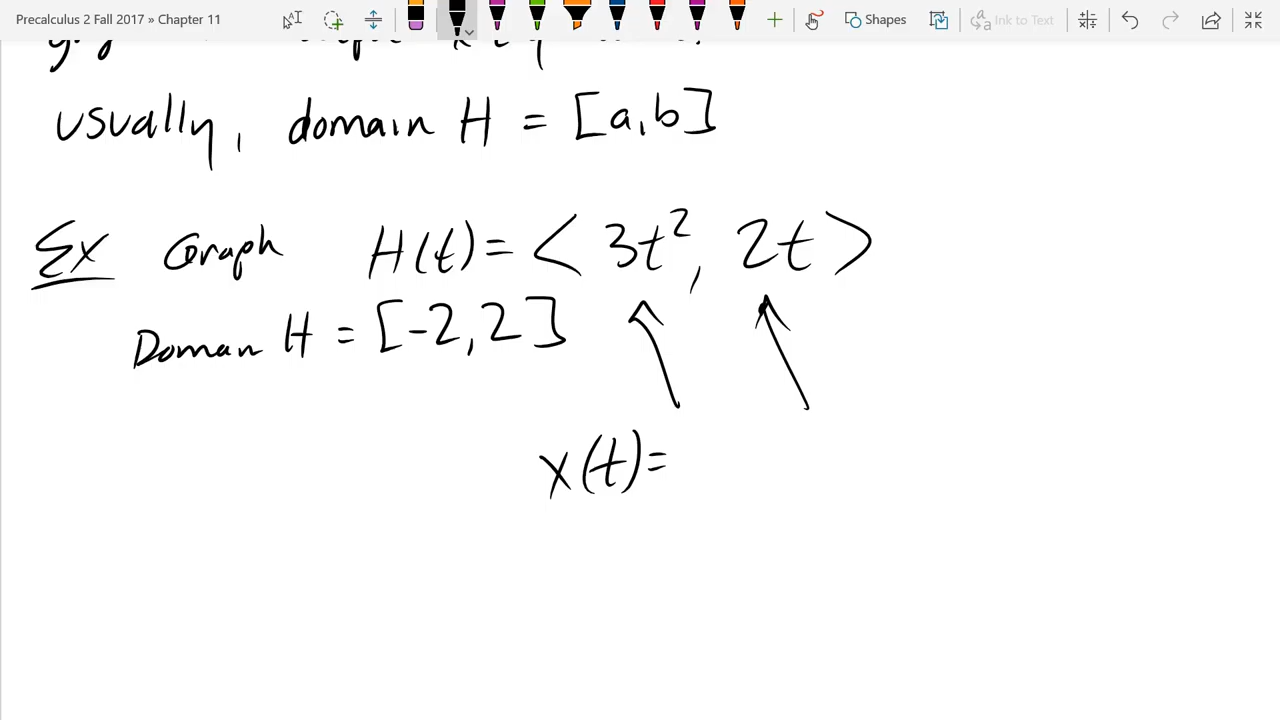 Precalculus 2 Fall 2017 » Chapter 11
Shapes
Ink to Text
usually, domain H = [a,b]
Ex Graph H(t) = < 3t², 2t >
Doman H = [-2,2]
x(t)=